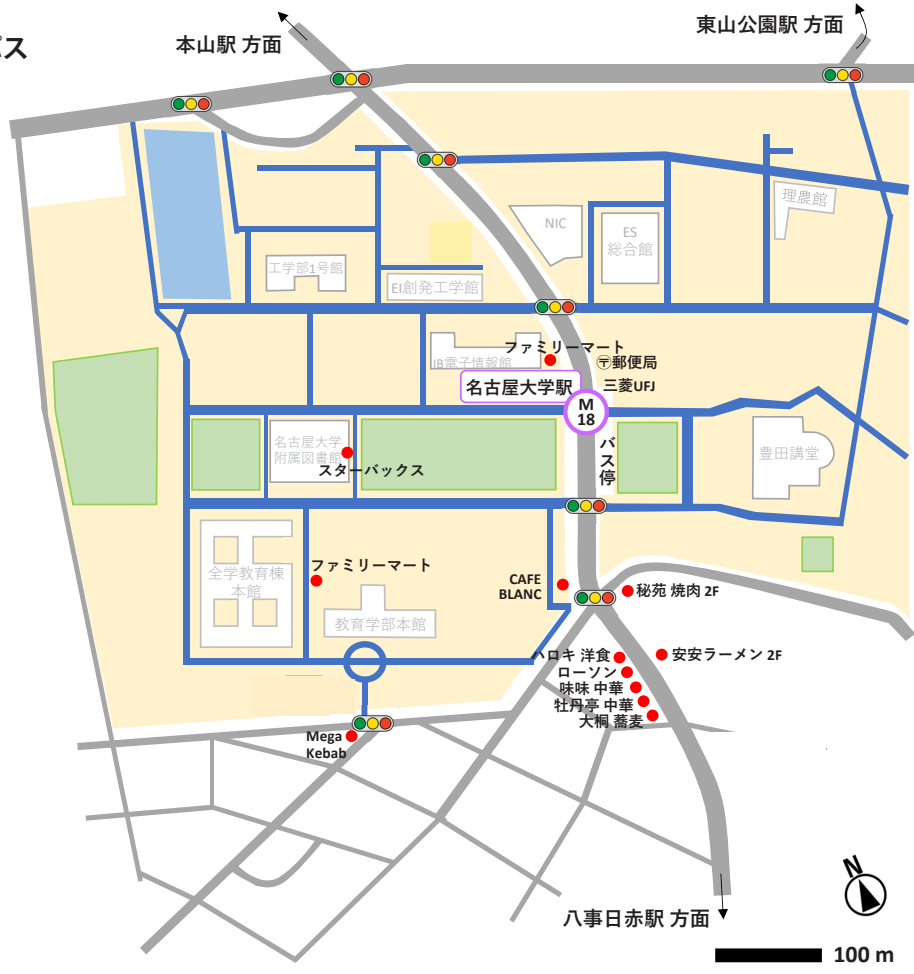 パス
本山駅 方面
東山公園駅 方面
理農館
NIC
ES
総合館
工学部1号館
EI創発工学館
ファミリーマート
IB電子情報館
〒郵便局
名古屋大学駅
三菱UFJ
M
18
バス停
名古屋大学
附属図書館
スターバックス
豊田講堂
全学教育棟
本館
ファミリーマート
CAFE
BLANC
秘苑 焼肉 2F
教育学部本館
ハロキ 洋食
安安ラーメン 2F
ローソン
味味 中華
牡丹亭 中華
大桐 蕎麦
Mega
Kebab
N
八事日赤駅 方面
100 m